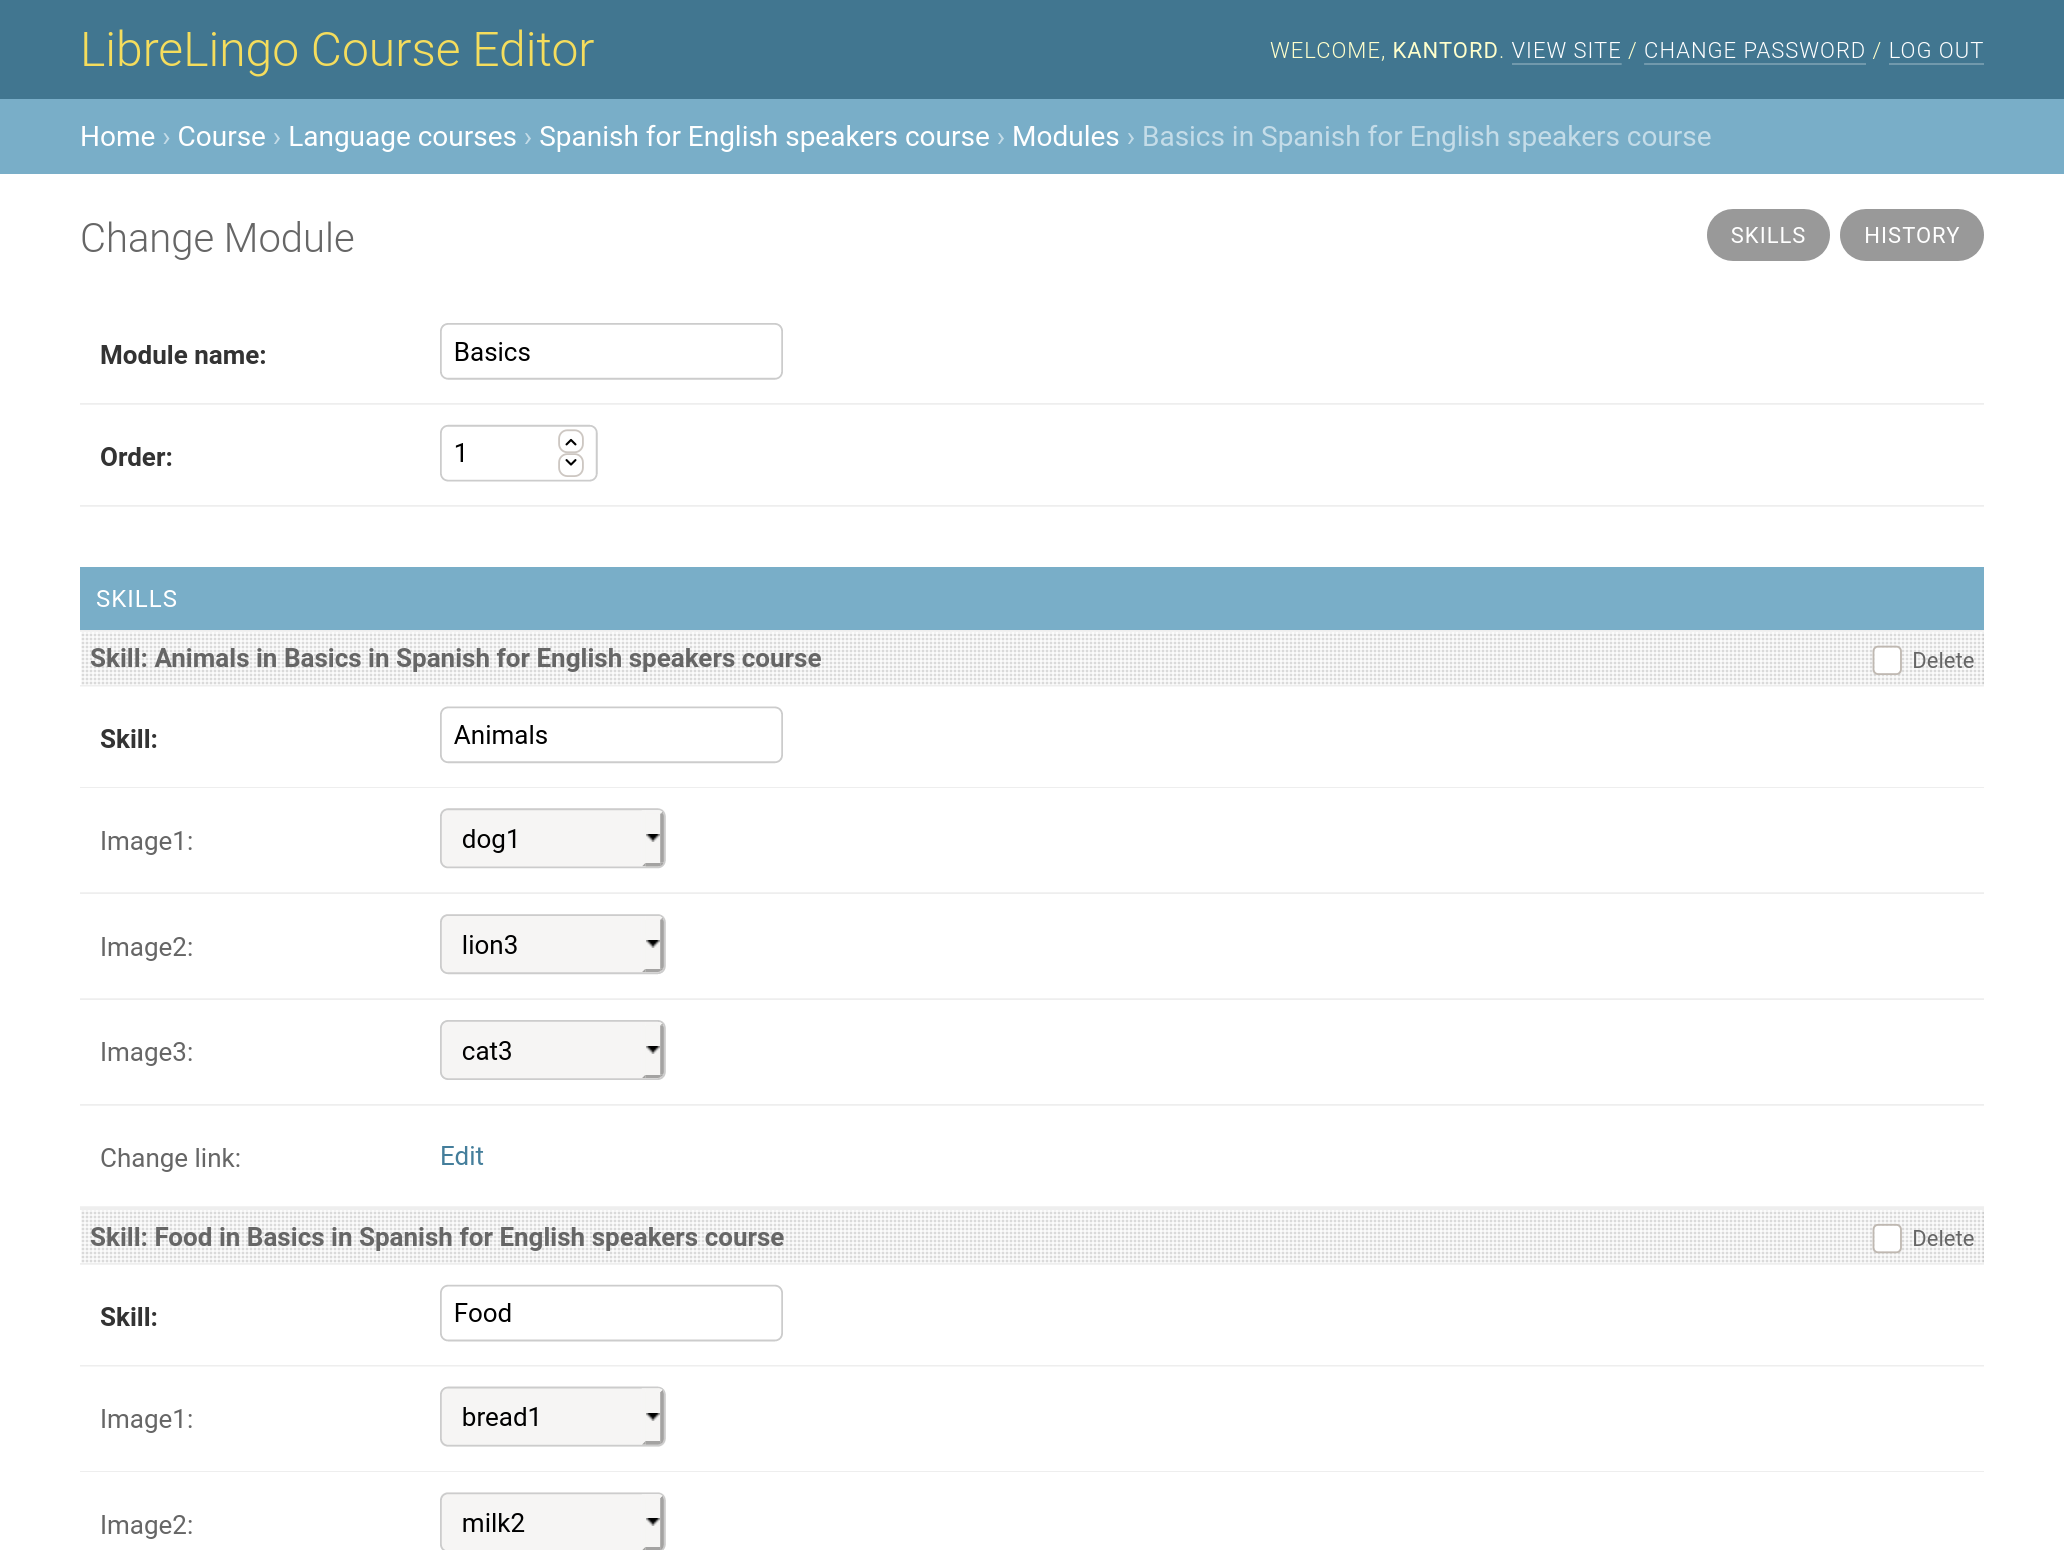 LibreLingo Course Editor
WELCOME, KANTORD. VIEW SITE / CHANGE PASSWORD / LOG OUT
Home › Course › Language courses › Spanish for English speakers course › Modules › Basics in Spanish for English speakers course
Change Module
SKILLS HISTORY
Module name: Basics
Order: 1
SKILLS
Skill: Animals in Basics in Spanish for English speakers course Delete
Skill: Animals
Image1: dog1
Image2: lion3
Image3: cat3
Change link: Edit
Skill: Food in Basics in Spanish for English speakers course Delete
Skill: Food
Image1: bread1
Image2: milk2